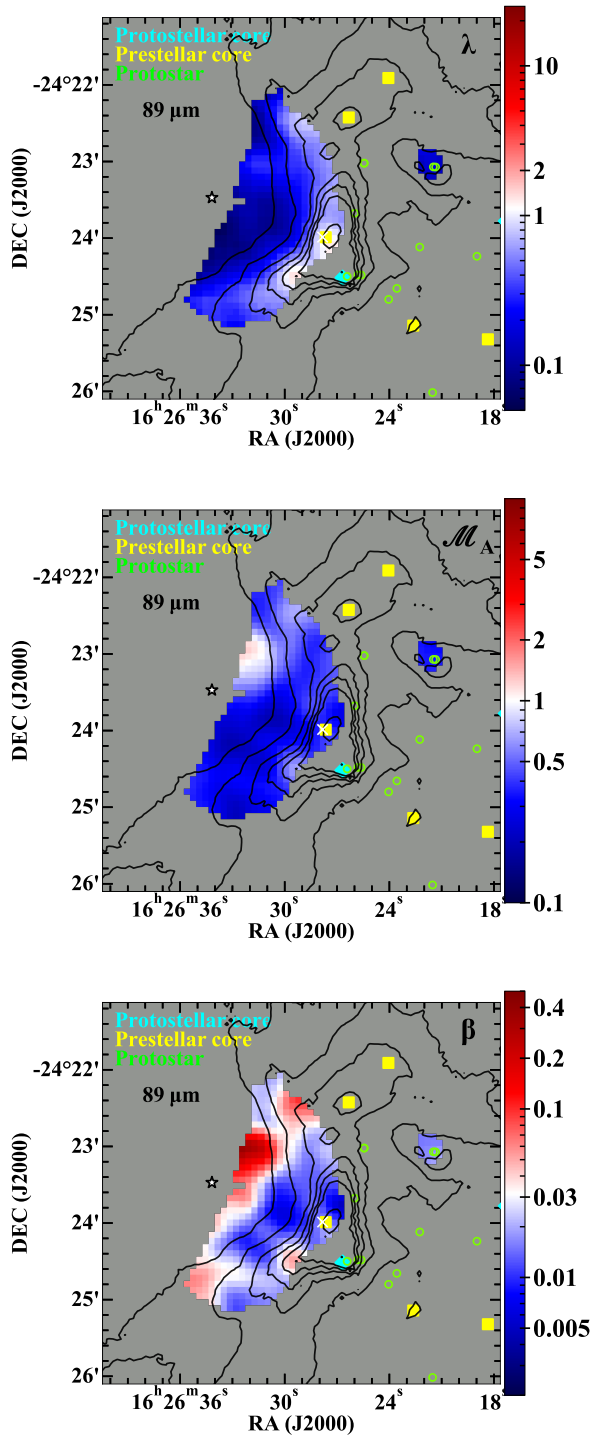 Protostellar core
λ
Prestellar core
Protostar
89 μm
-24°22'
23'
24'
25'
26'
DEC (J2000)
16h26m36s 30s 24s 18
RA (J2000)
10
2
1
0.1
Protostellar core
ℳA
Prestellar core
Protostar
89 μm
-24°22'
23'
24'
25'
26'
DEC (J2000)
16h26m36s 30s 24s 18
RA (J2000)
5
2
1
0.5
0.1
Protostellar core
β
Prestellar core
Protostar
89 μm
-24°22'
23'
24'
25'
26'
DEC (J2000)
16h26m36s 30s 24s 18
RA (J2000)
0.4
0.2
0.1
0.03
0.01
0.005